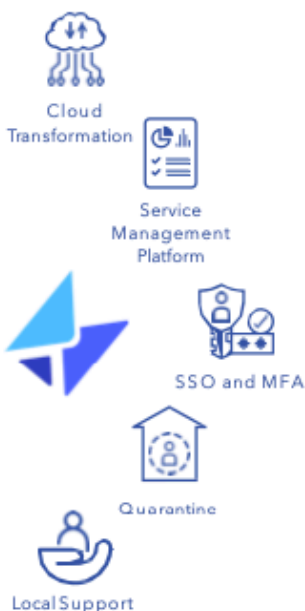 Cloud
Transformation
Service
Management
Platform
SSO and MFA
Quarantine
Local Support